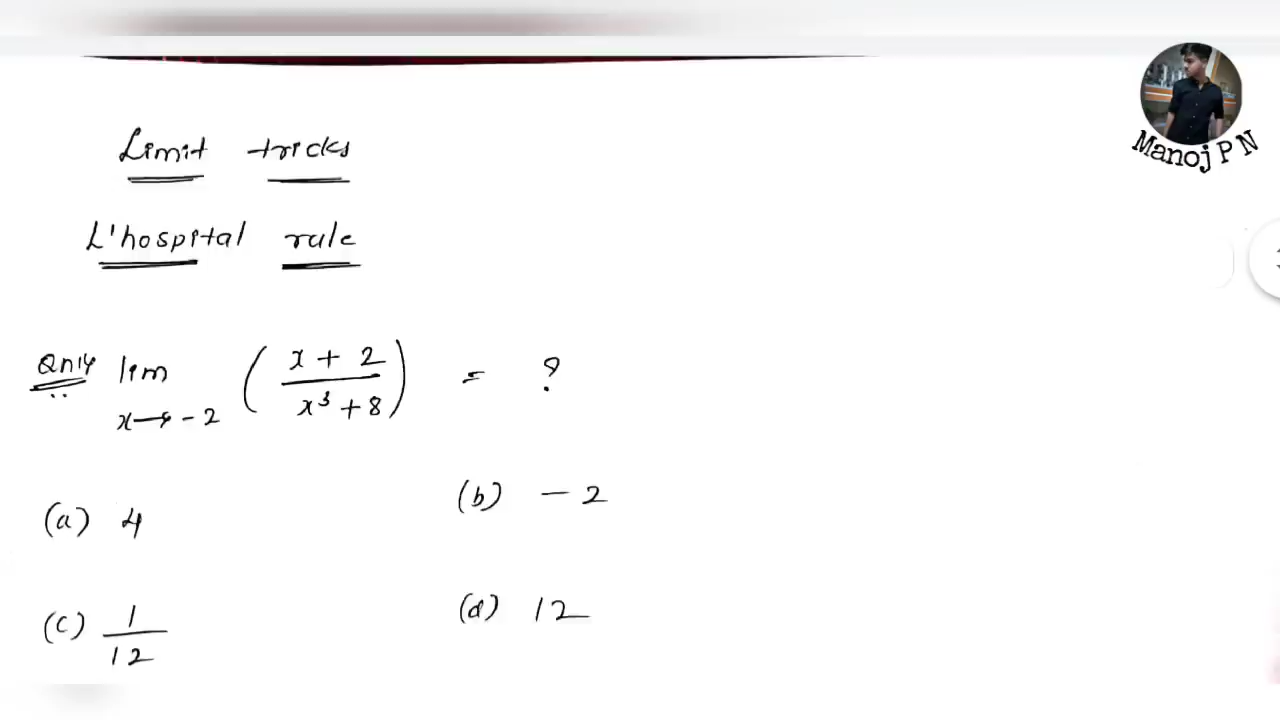 Limit tricks
L'hospital rule
Qn14 lim x→-2 ( x + 2 / x³ + 8 ) = ?
(a) 4
(b) - 2
(c) 1/12
(d) 12
Manoj P N